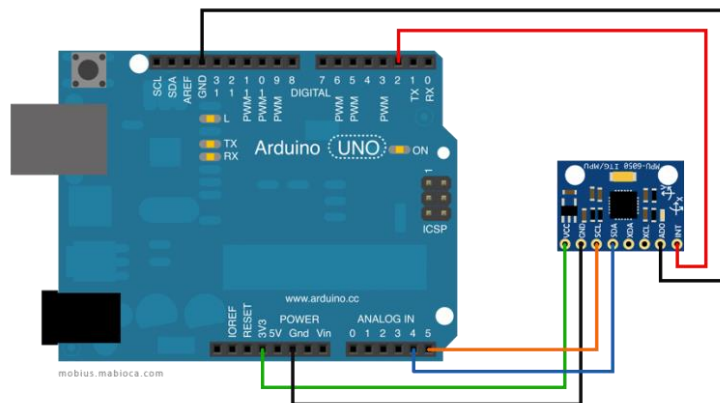 SCL
SDA
AREF
GND
13
12
PWM 11
PWM 10
PWM 9
8
DIGITAL
7
PWM 6
PWM 5
4
PWM 3
2
TX 1
RX 0
L
TX
RX
Arduino UNO
ON
1
ICSP
www.arduino.cc
POWER
ANALOG IN
IOREF
RESET
3V3
5V
Gnd
Vin
0 1 2 3 4 5
MPU-6050 ITG/MPU
Y
X
VCC
GND
SCL
SDA
XDA
XCL
ADO
INT
mobius.mabioca.com